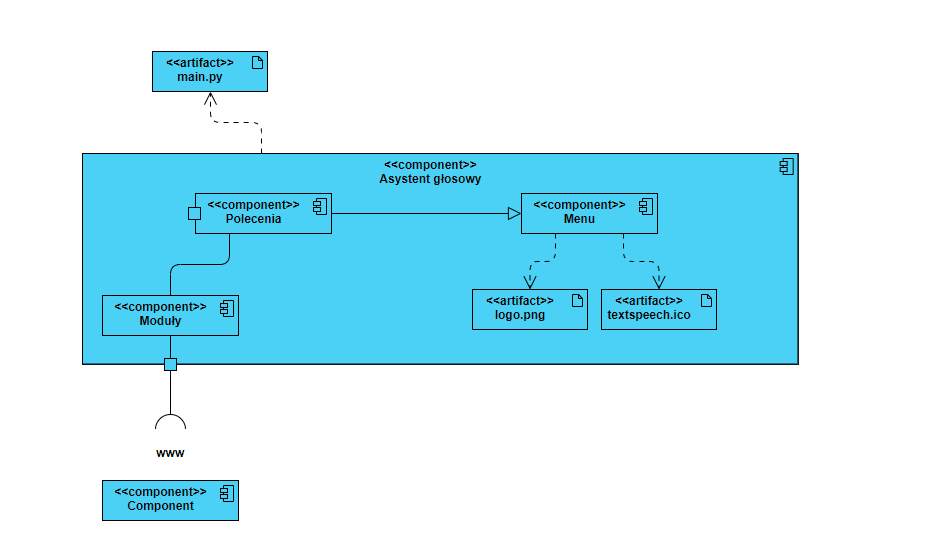 <<artifact>>
main.py
<<component>>
Asystent głosowy
<<component>>
Polecenia
<<component>>
Menu
<<component>>
Moduły
<<artifact>>
logo.png
<<artifact>>
textspeech.ico
www
<<component>>
Component